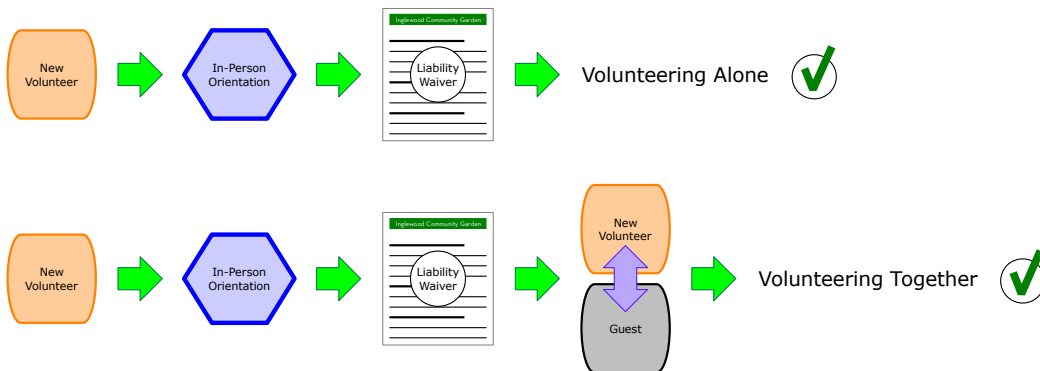 Inglewood Community Garden
New
Volunteer
In-Person
Orientation
Liability
Waiver
Volunteering Alone
Inglewood Community Garden
New
Volunteer
In-Person
Orientation
Liability
Waiver
New
Volunteer
Guest
Volunteering Together